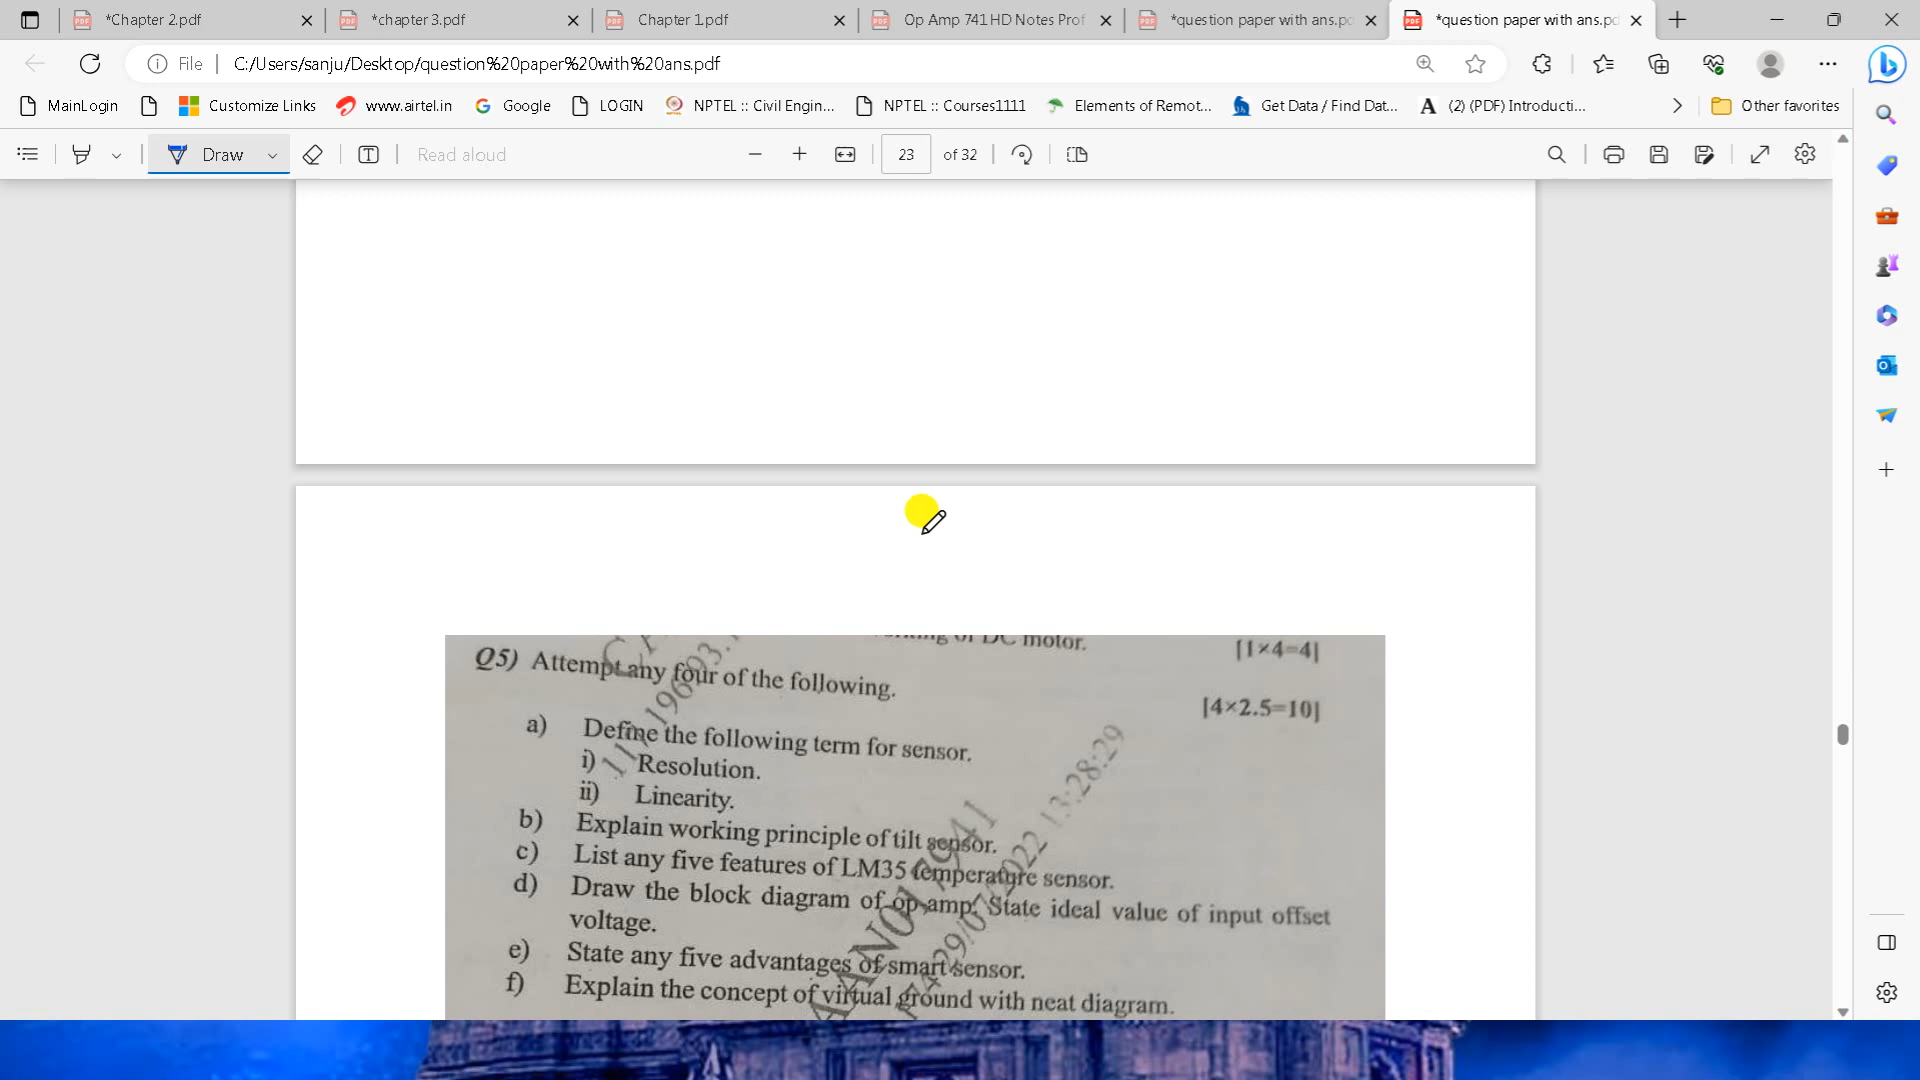 *Chapter 2.pdf
*chapter 3.pdf
Chapter 1.pdf
Op Amp 741 HD Notes Prof
*question paper with ans.pd
*question paper with ans.pd
File
C:/Users/sanju/Desktop/question%20paper%20with%20ans.pdf
MainLogin
Customize Links
www.airtel.in
Google
LOGIN
NPTEL :: Civil Engin...
NPTEL :: Courses1111
Elements of Remot...
Get Data / Find Dat...
A (2) (PDF) Introducti...
Other favorites
Draw
Read aloud
23 of 32
of DC motor. [1×4=4]
Q5) Attempt any four of the following. [4×2.5=10]
a) Define the following term for sensor.
i) Resolution.
ii) Linearity.
b) Explain working principle of tilt sensor.
c) List any five features of LM35 temperature sensor.
d) Draw the block diagram of op-amp. State ideal value of input offset
voltage.
e) State any five advantages of smart sensor.
f) Explain the concept of virtual ground with neat diagram.
13:28:29